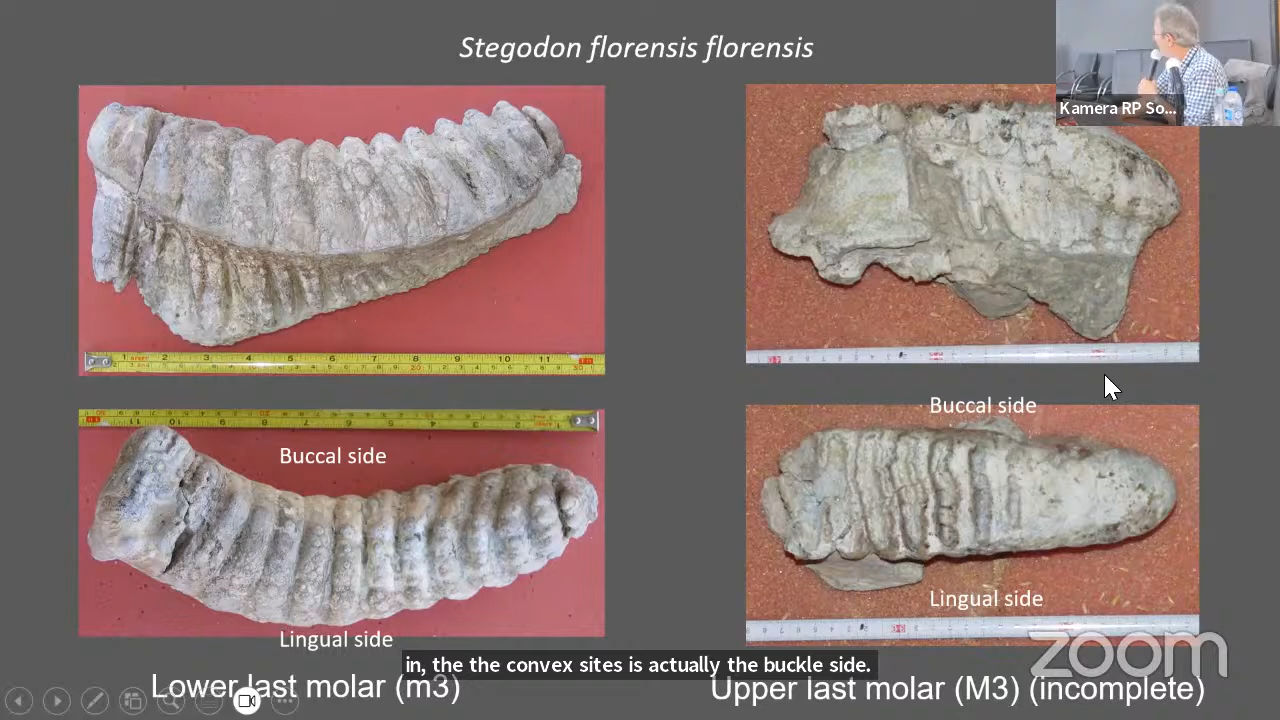 Stegodon florensis florensis
Kamera RP So...
Buccal side
Buccal side
Lingual side
Lingual side
in, the the convex sites is actually the buckle side.
zoom
Lower last molar (m3)
Upper last molar (M3) (incomplete)